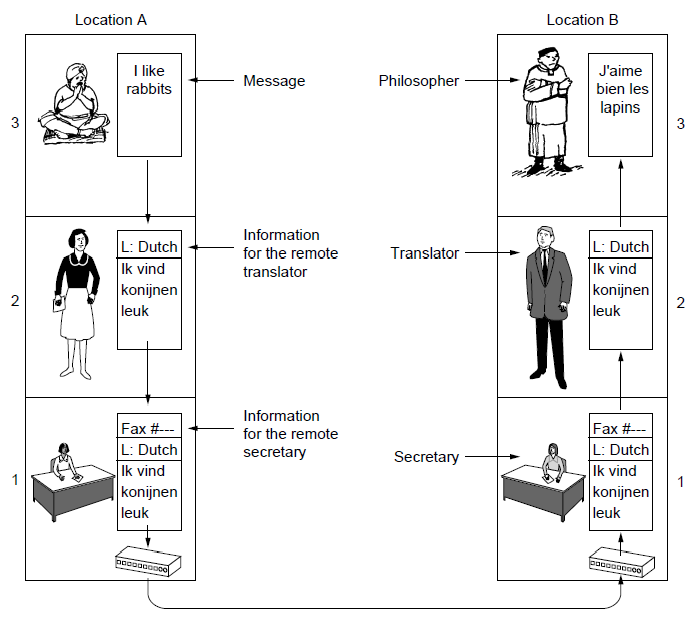 Location A
Location B
I like
rabbits
Message
Philosopher
J'aime
bien les
lapins
3
3
L: Dutch
Ik vind
konijnen
leuk
Information
for the remote
translator
Translator
L: Dutch
Ik vind
konijnen
leuk
2
2
Fax #---
L: Dutch
Ik vind
konijnen
leuk
Information
for the remote
secretary
Secretary
Fax #---
L: Dutch
Ik vind
konijnen
leuk
1
1